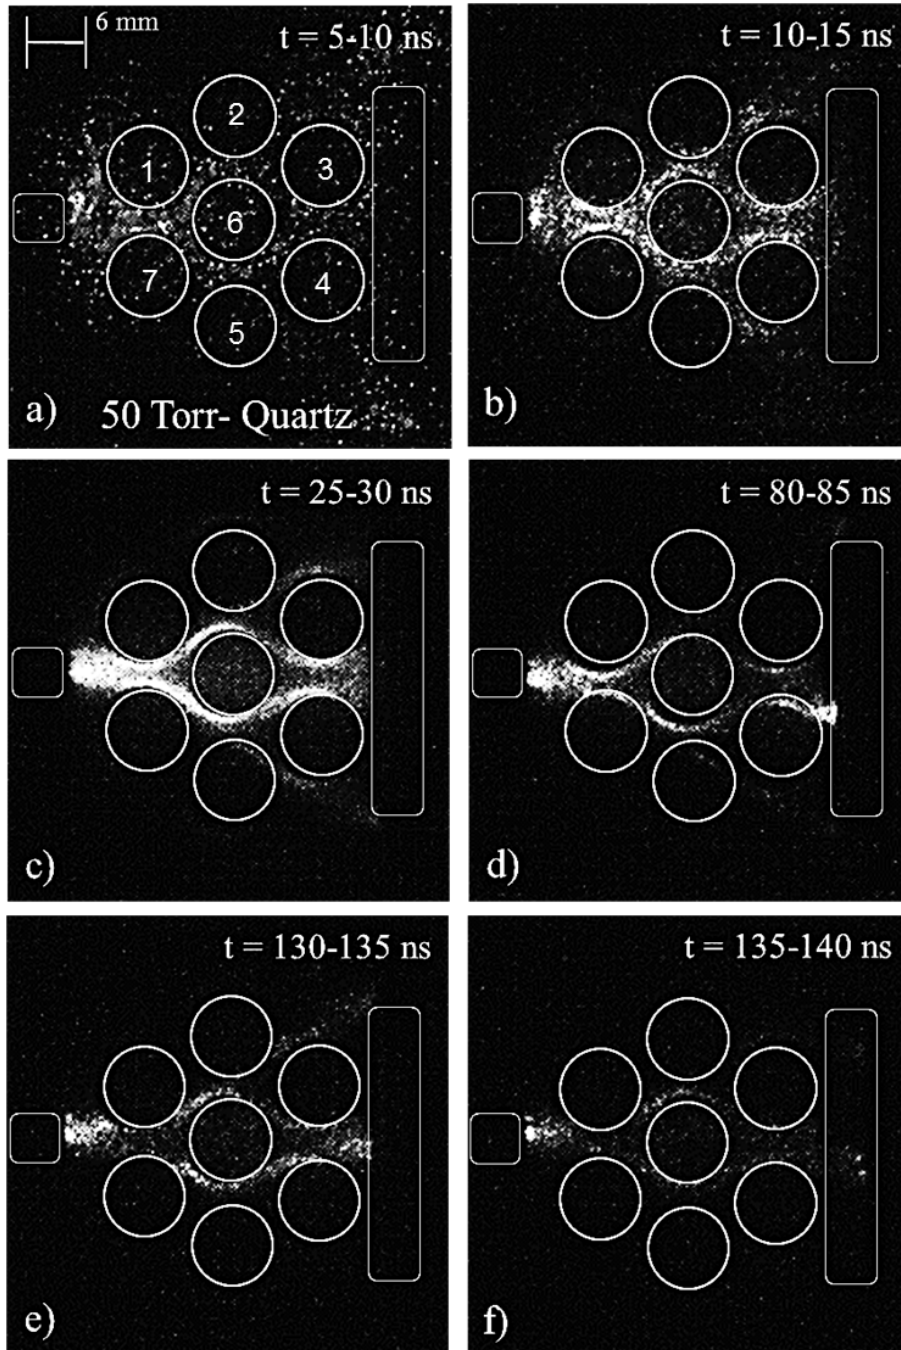 6 mm
t = 5-10 ns
2
1
3
6
7
4
5
a)
50 Torr- Quartz
t = 10-15 ns
b)
t = 25-30 ns
c)
t = 80-85 ns
d)
t = 130-135 ns
e)
t = 135-140 ns
f)